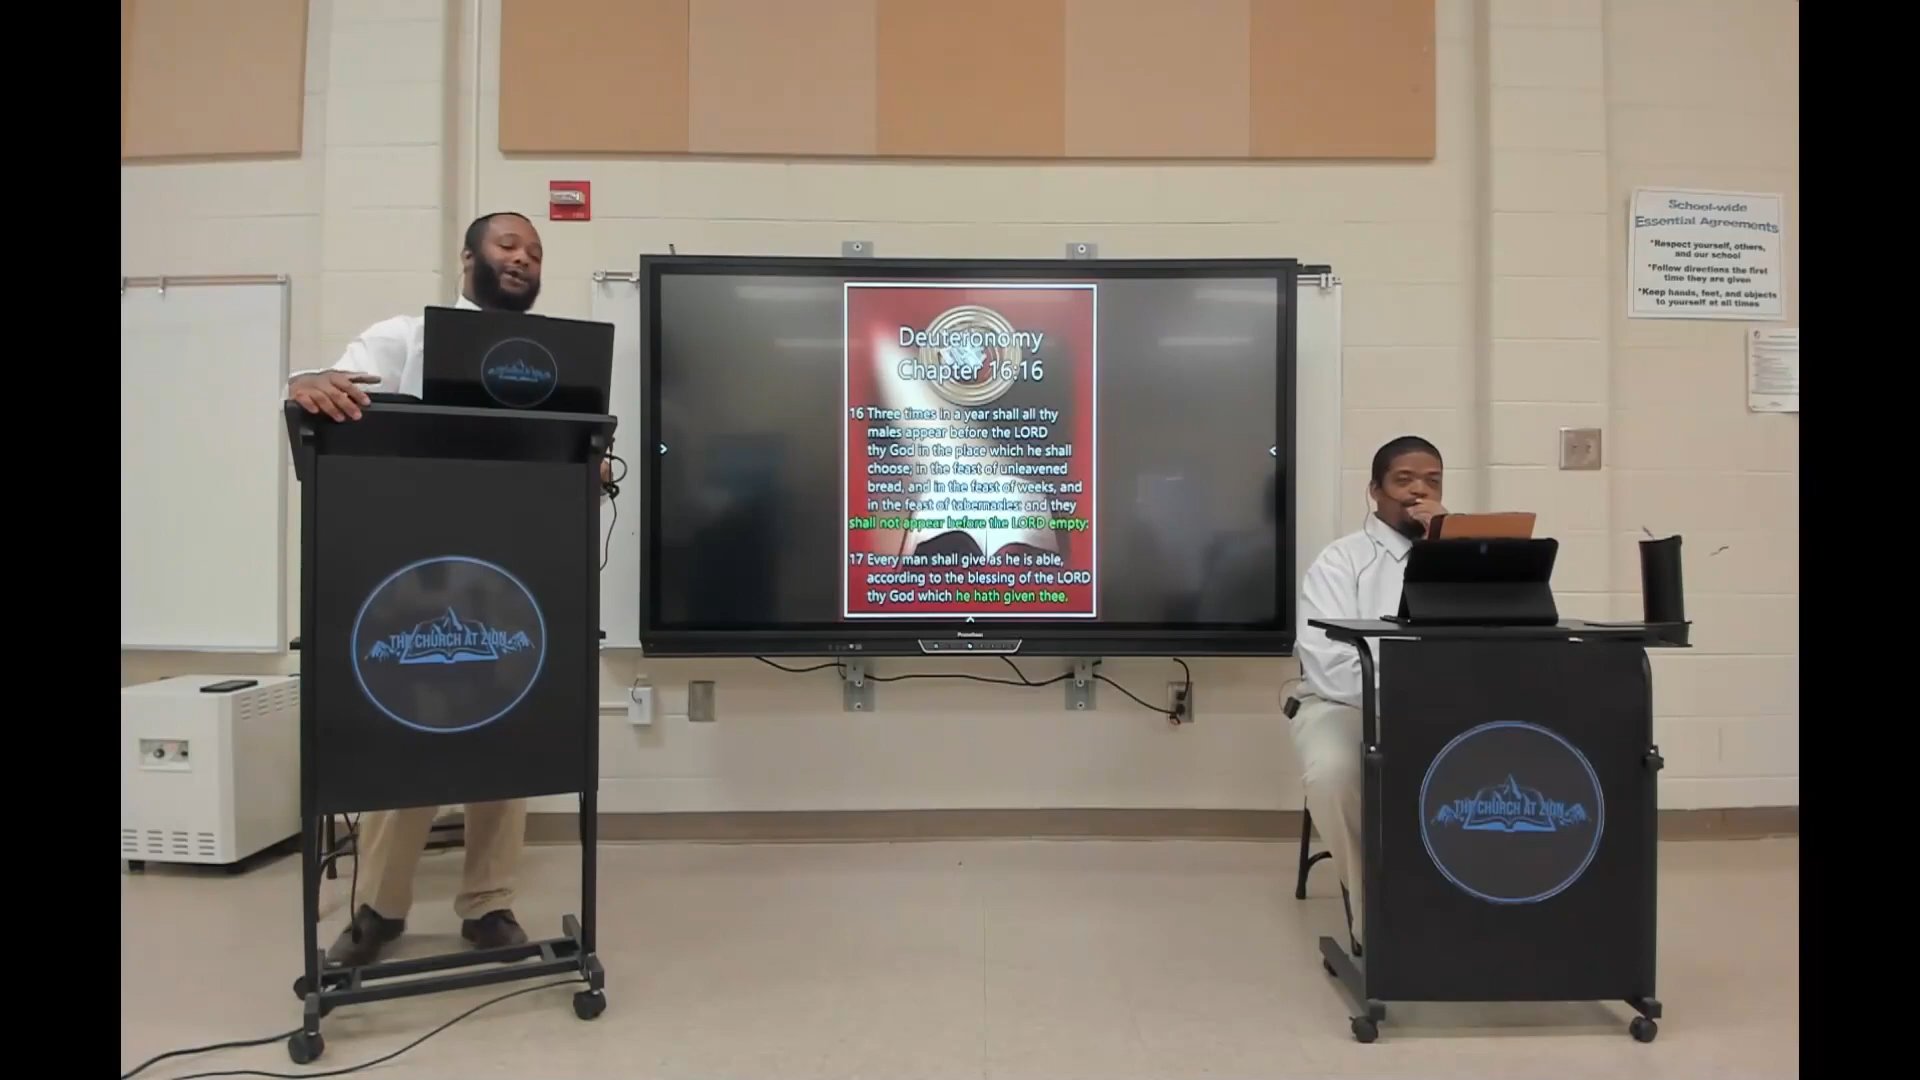 School-wide
Essential Agreements
*Respect yourself, others,
and our school
*Follow directions the first
time they are given
*Keep hands, feet, and objects
to yourself at all times
Deuteronomy
Chapter 16:16
16 Three times in a year shall all thy
males appear before the LORD
thy God in the place which he shall
choose; in the feast of unleavened
bread, and in the feast of weeks, and
in the feast of tabernacles: and they
shall not appear before the LORD empty:
17 Every man shall give as he is able,
according to the blessing of the LORD
thy God which he hath given thee.
Promethean
THE CHURCH AT ZION
THE CHURCH AT ZION